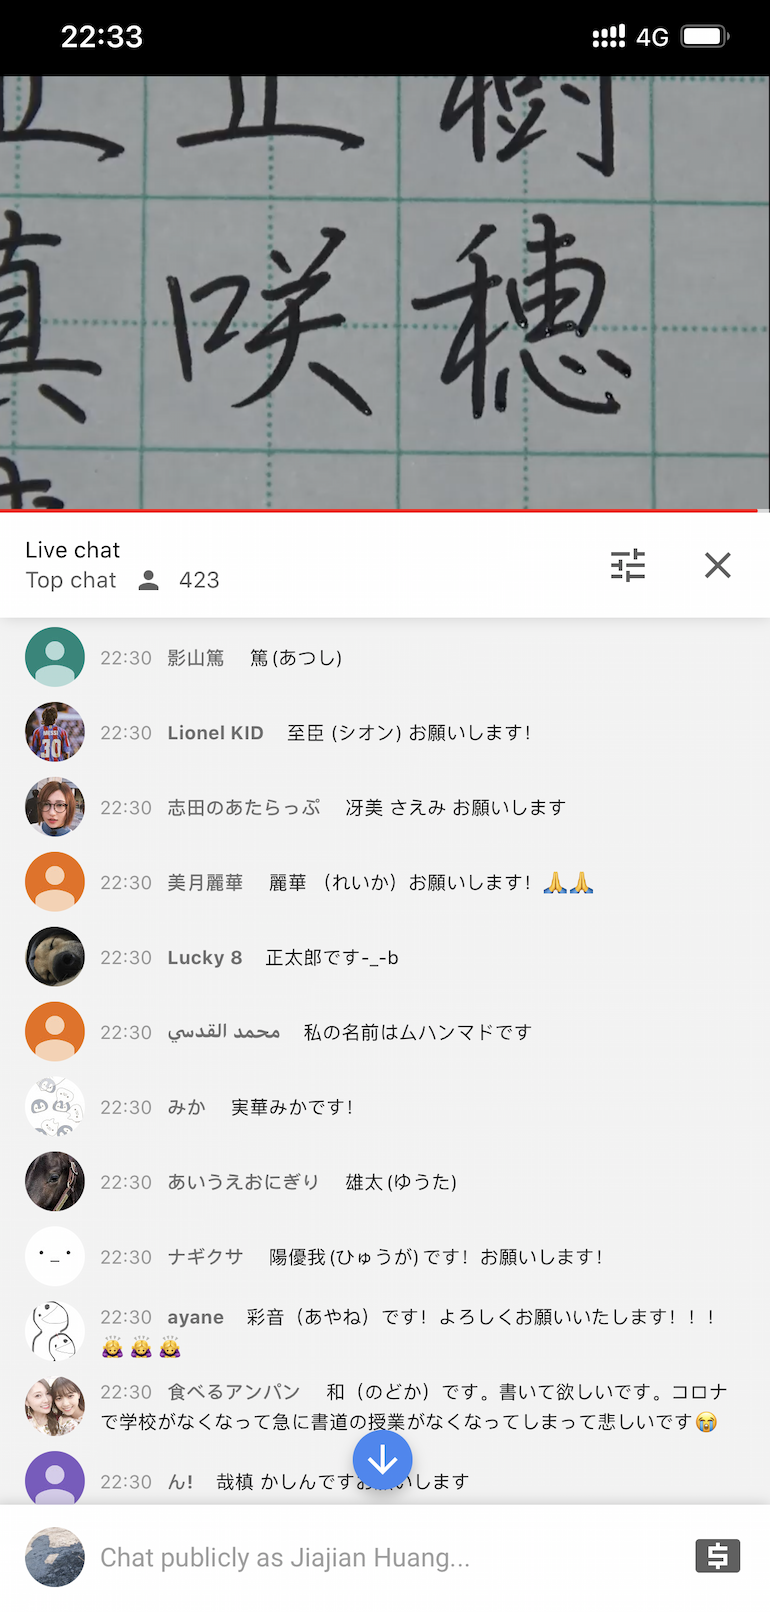 22:33
4G
正 樹
真 咲 穂
Live chat
Top chat 423
22:30 影山篤 篤(あつし)
22:30 Lionel KID 至臣 (シオン) お願いします！
MESSI
30
22:30 志田のあたらっぷ 冴美 さえみ お願いします
22:30 美月麗華 麗華 （れいか）お願いします！🙏🙏
22:30 Lucky 8 正太郎です-_-b
22:30 محمد القدسي 私の名前はムハンマドです
22:30 みか 実華みかです！
22:30 あいうえおにぎり 雄太(ゆうた)
22:30 ナギクサ 陽優我(ひゅうが)です！お願いします！
22:30 ayane 彩音（あやね）です！よろしくお願いいたします！！！
🙇‍♀️🙇‍♀️🙇‍♀️
22:30 食べるアンパン 和（のどか）です。書いて欲しいです。コロナ
で学校がなくなって急に書道の授業がなくなってしまって悲しいです😭
22:30 ん! 哉槙 かしんですお願いします
Chat publicly as Jiajian Huang...